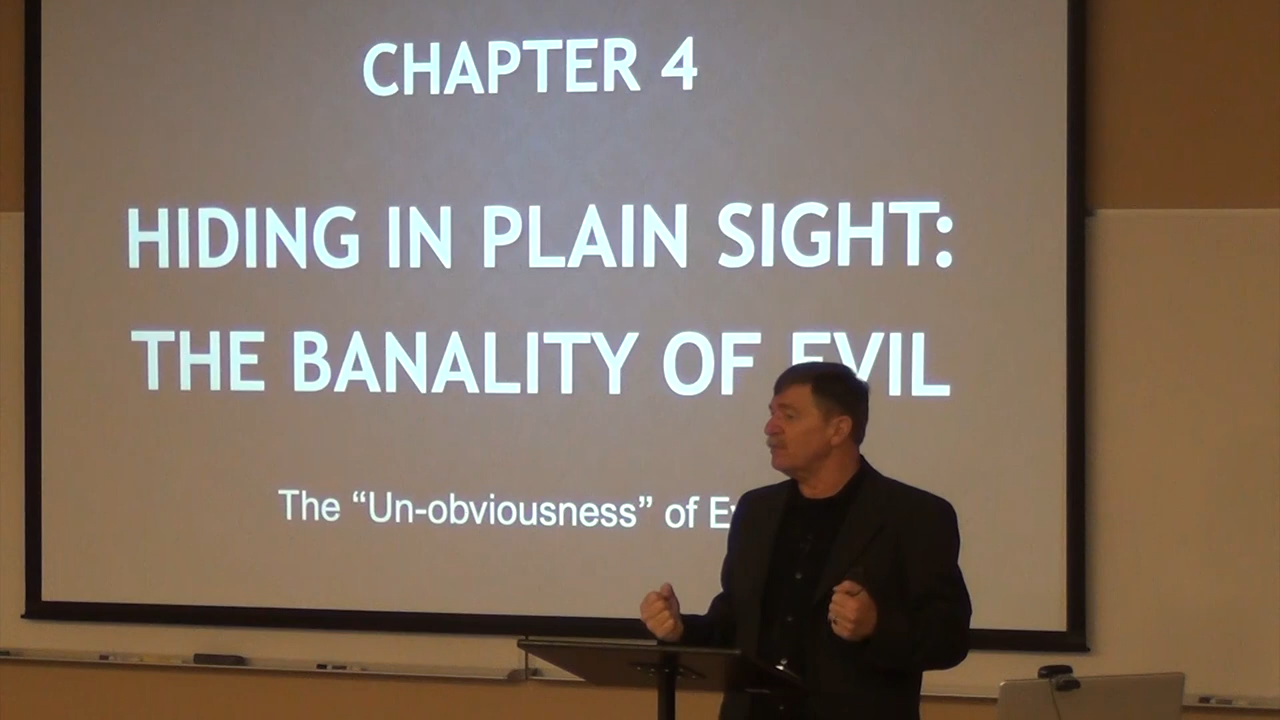 CHAPTER 4
HIDING IN PLAIN SIGHT:
THE BANALITY OF EVIL
The “Un-obviousness” of